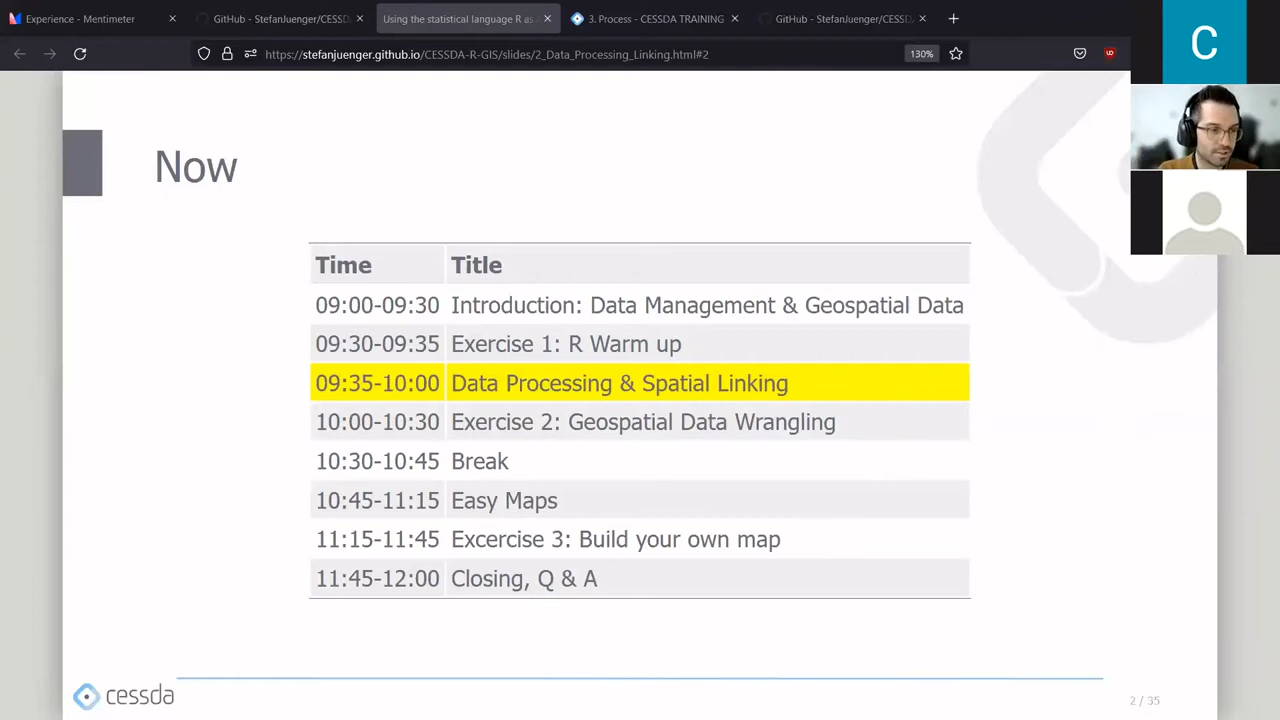 Experience - Mentimeter
GitHub - StefanJuenger/CESSD
Using the statistical language R as
3. Process - CESSDA TRAINING
GitHub - StefanJuenger/CESSDA
https://stefanjuenger.github.io/CESSDA-R-GIS/slides/2_Data_Processing_Linking.html#2
130%
C
Now
Time Title
09:00-09:30 Introduction: Data Management & Geospatial Data
09:30-09:35 Exercise 1: R Warm up
09:35-10:00 Data Processing & Spatial Linking
10:00-10:30 Exercise 2: Geospatial Data Wrangling
10:30-10:45 Break
10:45-11:15 Easy Maps
11:15-11:45 Excercise 3: Build your own map
11:45-12:00 Closing, Q & A
cessda
2 / 35